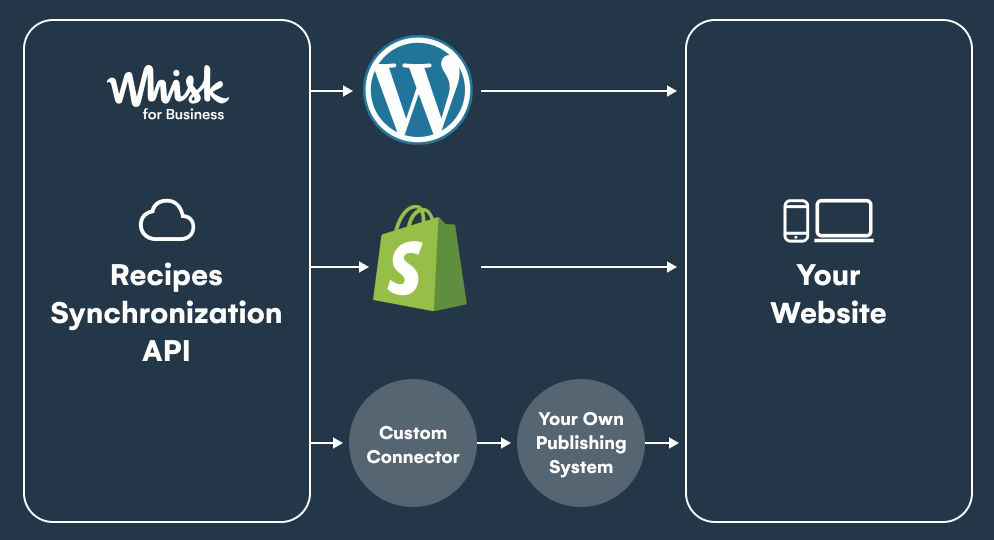 Whisk
for Business
Recipes
Synchronization
API
W
S
Custom
Connector
Your Own
Publishing
System
Your
Website